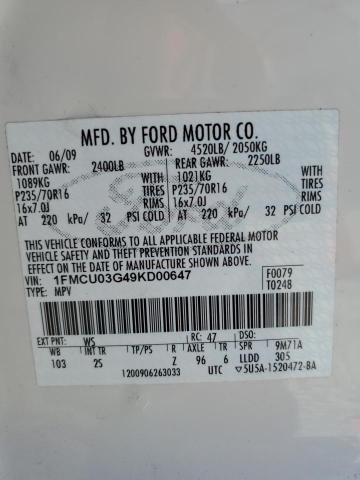 MFD. BY FORD MOTOR CO.
DATE: 06/09 GVWR: 4520LB/ 2050KG
FRONT GAWR: 2400LB REAR GAWR: 2250LB
1089KG WITH 1021KG WITH
P235/70R16 TIRES P235/70R16 TIRES
16x7.0J RIMS 16x7.0J RIMS
AT 220 kPa/ 32 PSI COLD AT 220 kPa/ 32 PSI COLD
THIS VEHICLE CONFORMS TO ALL APPLICABLE FEDERAL MOTOR
VEHICLE SAFETY AND THEFT PREVENTION STANDARDS IN
EFFECT ON THE DATE OF MANUFACTURE SHOWN ABOVE.
VIN: 1FMCU03G49KD00647 F0079
TYPE: MPV T0248
EXT PNT: WS RC: 47 DSO:
WB INT TR TP/PS R AXLE TR 9M71A
103 2S Z 96 6 LLDD 305
1200906263033 UTC ▽5U5A-1520472-BA
Ford